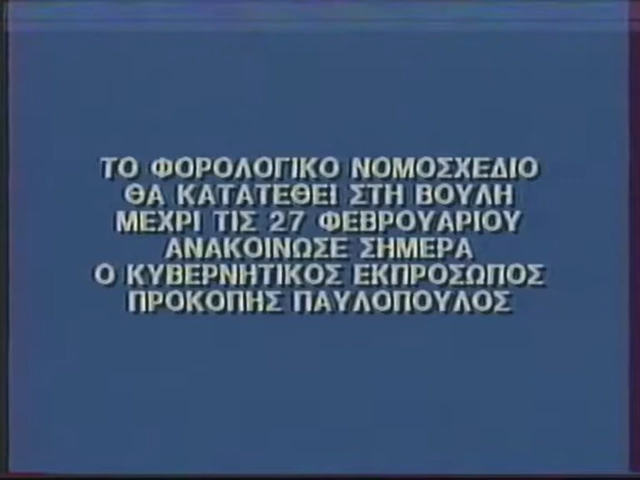 ΤΟ ΦΟΡΟΛΟΓΙΚΟ ΝΟΜΟΣΧΕΔΙΟ
ΘΑ ΚΑΤΑΤΕΘΕΙ ΣΤΗ ΒΟΥΛΗ
ΜΕΧΡΙ ΤΙΣ 27 ΦΕΒΡΟΥΑΡΙΟΥ
ΑΝΑΚΟΙΝΩΣΕ ΣΗΜΕΡΑ
Ο ΚΥΒΕΡΝΗΤΙΚΟΣ ΕΚΠΡΟΣΩΠΟΣ
ΠΡΟΚΟΠΗΣ ΠΑΥΛΟΠΟΥΛΟΣ